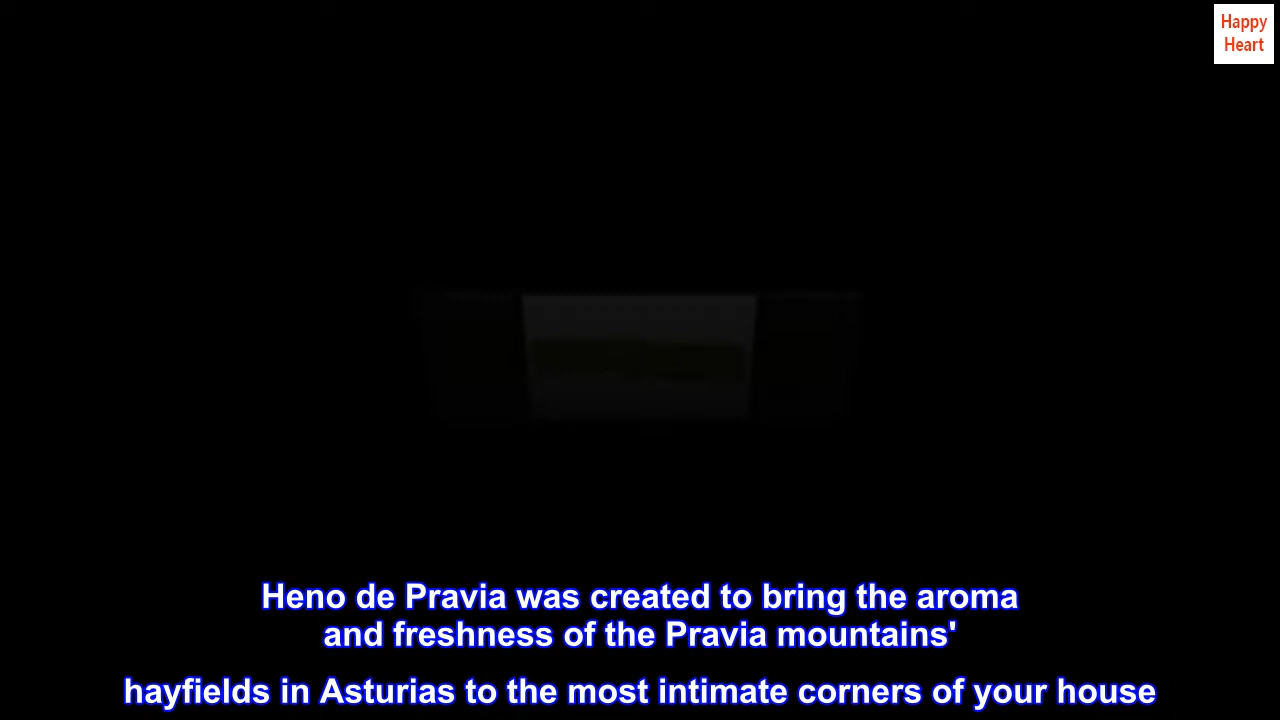 Happy
Heart
Heno de Pravia was created to bring the aroma
and freshness of the Pravia mountains'
hayfields in Asturias to the most intimate corners of your house